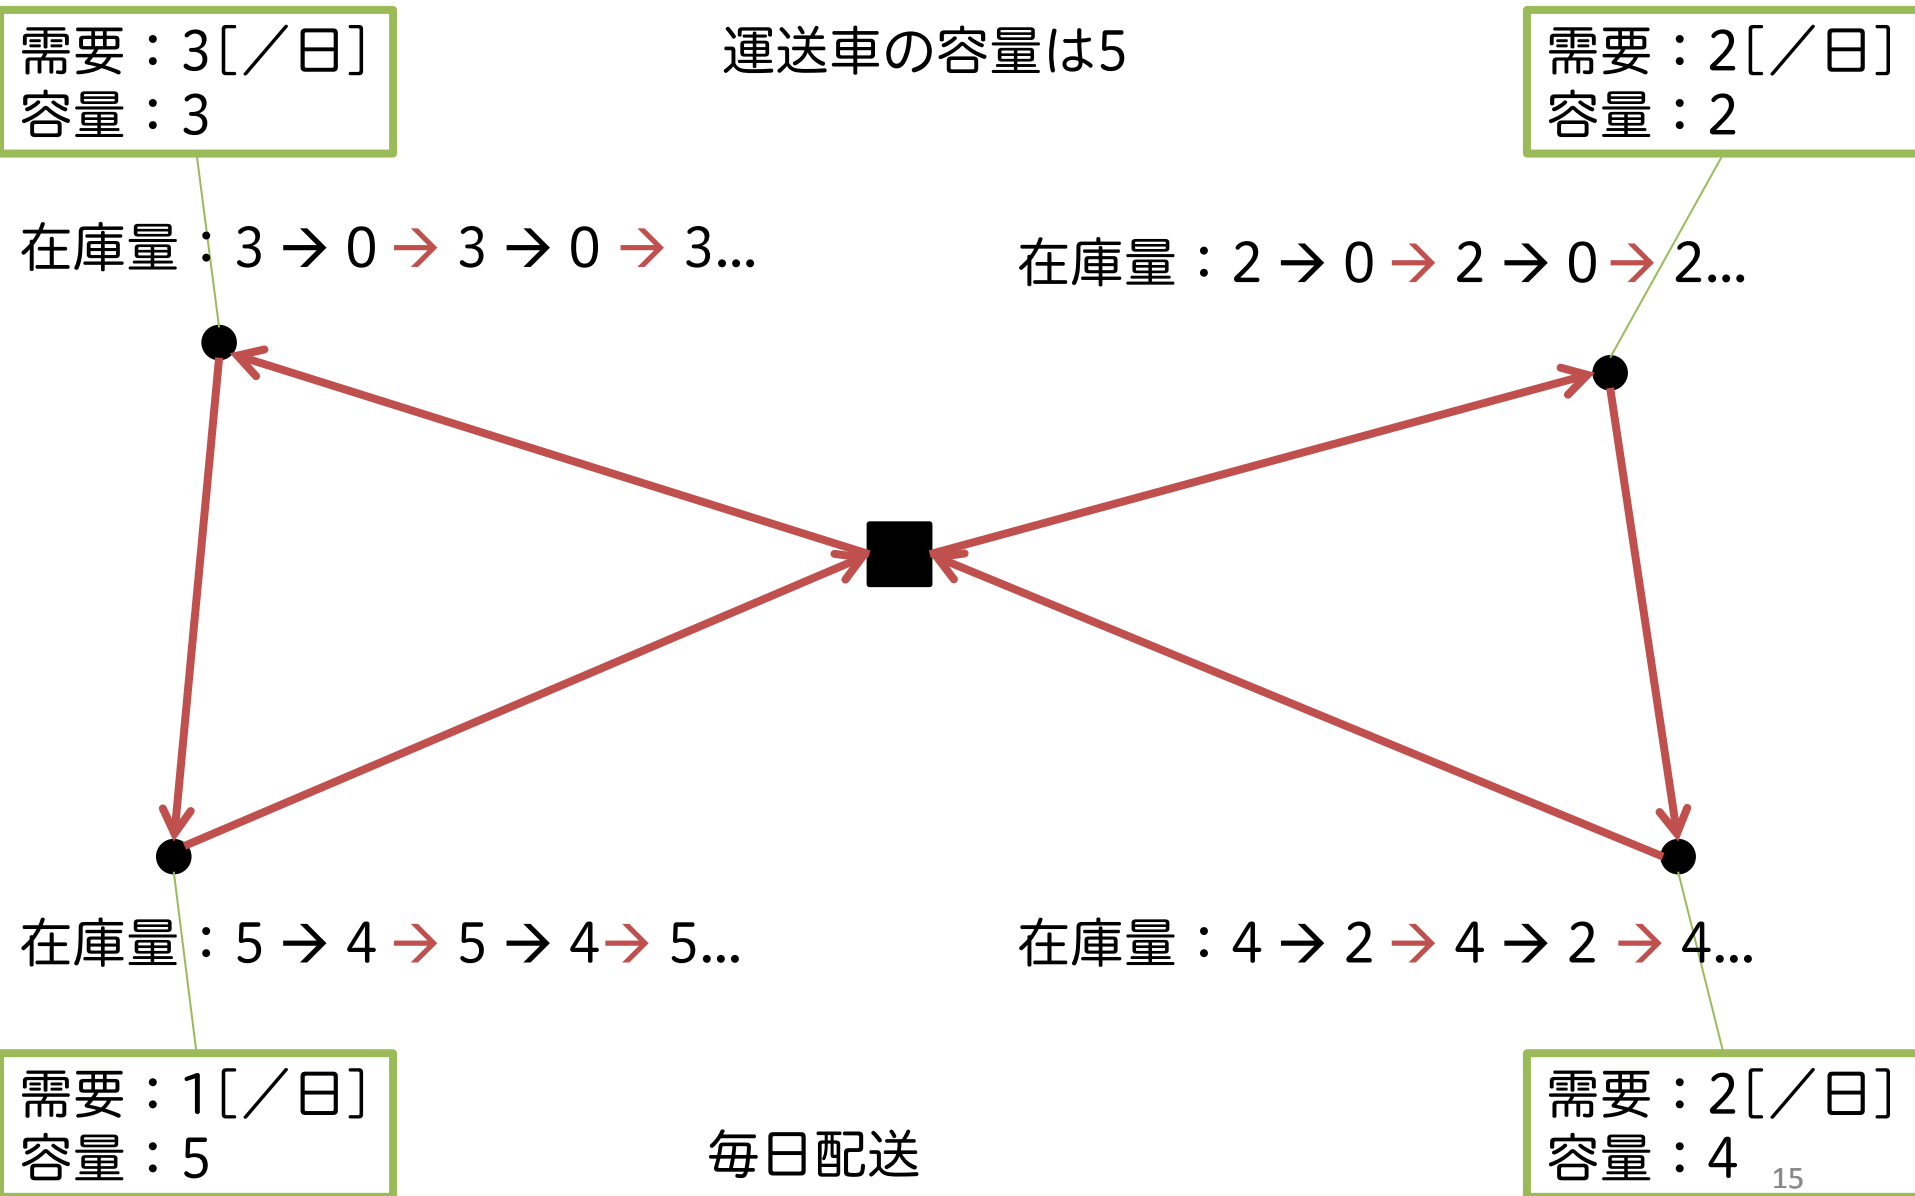 需要：3[／日]
容量：3
運送車の容量は5
需要：2[／日]
容量：2
在庫量：3 → 0 → 3 → 0 → 3...
在庫量：2 → 0 → 2 → 0 → 2...
在庫量：5 → 4 → 5 → 4 → 5...
在庫量：4 → 2 → 4 → 2 → 4...
需要：1[／日]
容量：5
毎日配送
需要：2[／日]
容量：4
15